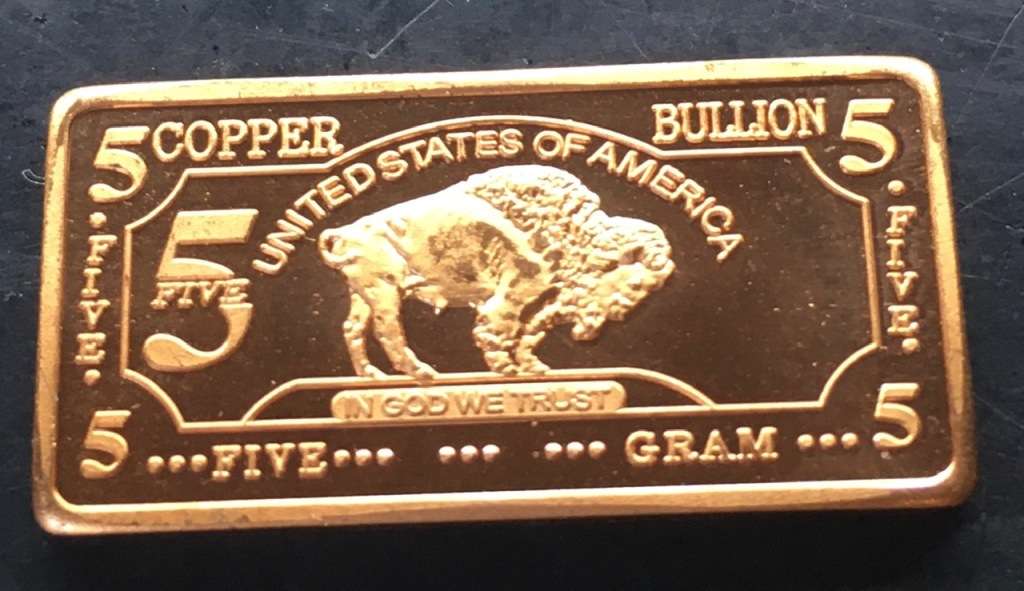 5 COPPER BULLION 5
UNITED STATES OF AMERICA
• FIVE •
5
FIVE
• FIVE •
IN GOD WE TRUST
5 •••FIVE••• ••• •••GRAM ••• 5